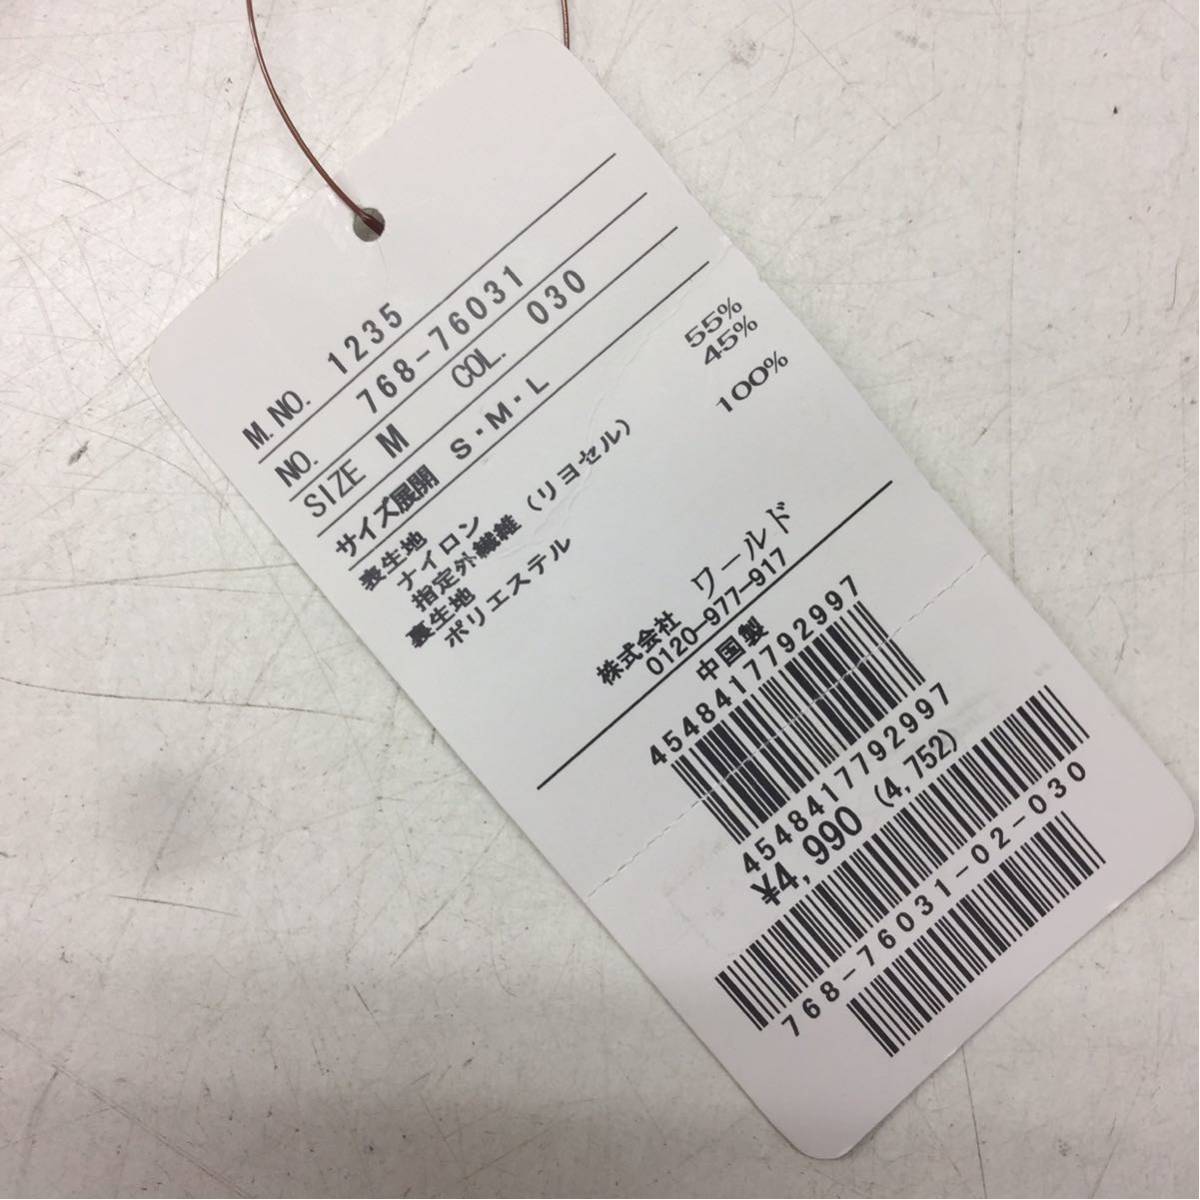 M.NO. 1235
NO. 768-76031
SIZE M COL. 030
サイズ展開 S・M・L
表生地
ナイロン 55%
指定外繊維(リヨセル) 45%
裏生地
ポリエステル 100%
株式会社 ワールド
0120-977-917
中国製
4548417792997
4548417792997
¥4,990 (4,752)
768-76031-02-030